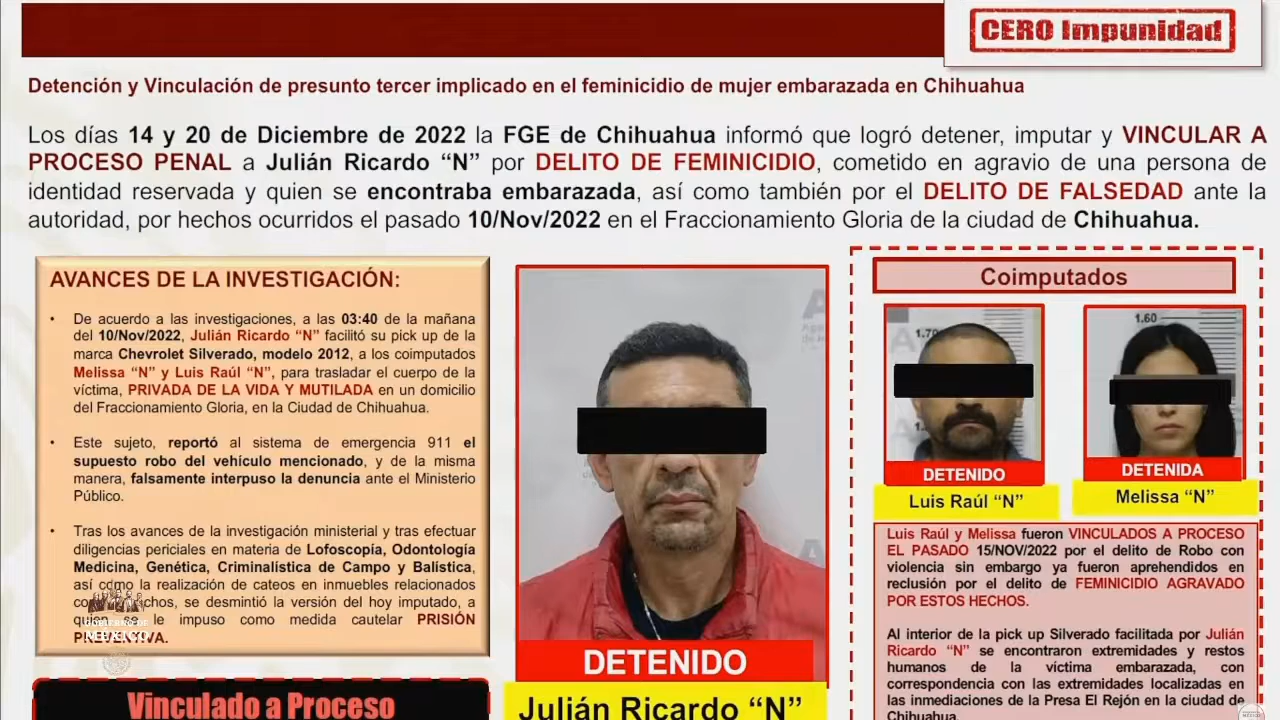 CERO Impunidad
Detención y Vinculación de presunto tercer implicado en el feminicidio de mujer embarazada en Chihuahua
Los días 14 y 20 de Diciembre de 2022 la FGE de Chihuahua informó que logró detener, imputar y VINCULAR A
PROCESO PENAL a Julián Ricardo “N” por DELITO DE FEMINICIDIO, cometido en agravio de una persona de
identidad reservada y quien se encontraba embarazada, así como también por el DELITO DE FALSEDAD ante la
autoridad, por hechos ocurridos el pasado 10/Nov/2022 en el Fraccionamiento Gloria de la ciudad de Chihuahua.
AVANCES DE LA INVESTIGACIÓN:
• De acuerdo a las investigaciones, a las 03:40 de la mañana
del 10/Nov/2022, Julián Ricardo “N” facilitó su pick up de la
marca Chevrolet Silverado, modelo 2012, a los coimputados
Melissa “N” y Luis Raúl “N”, para trasladar el cuerpo de la
víctima, PRIVADA DE LA VIDA Y MUTILADA en un domicilio
del Fraccionamiento Gloria, en la Ciudad de Chihuahua.
• Este sujeto, reportó al sistema de emergencia 911 el
supuesto robo del vehículo mencionado, y de la misma
manera, falsamente interpuso la denuncia ante el Ministerio
Público.
• Tras los avances de la investigación ministerial y tras efectuar
diligencias periciales en materia de Lofoscopía, Odontología
Medicina, Genética, Criminalística de Campo y Balística,
así como la realización de cateos en inmuebles relacionados
se desmintió la versión del hoy imputado, a
le impuso como medida cautelar PRISIÓN
PREVENTIVA.
GOBIERNO DE
MÉXICO
Vinculado a Proceso
DETENIDO
Julián Ricardo “N”
Coimputados
1.70
1.60
DETENIDO
DETENIDA
Luis Raúl “N”
Melissa “N”
Luis Raúl y Melissa fueron VINCULADOS A PROCESO
EL PASADO 15/NOV/2022 por el delito de Robo con
violencia sin embargo ya fueron aprehendidos en
reclusión por el delito de FEMINICIDIO AGRAVADO
POR ESTOS HECHOS.
Al interior de la pick up Silverado facilitada por Julián
Ricardo “N” se encontraron extremidades y restos
humanos de la víctima embarazada, con
correspondencia con las extremidades localizadas en
las inmediaciones de la Presa El Rejón en la ciudad de
Chihuahua.